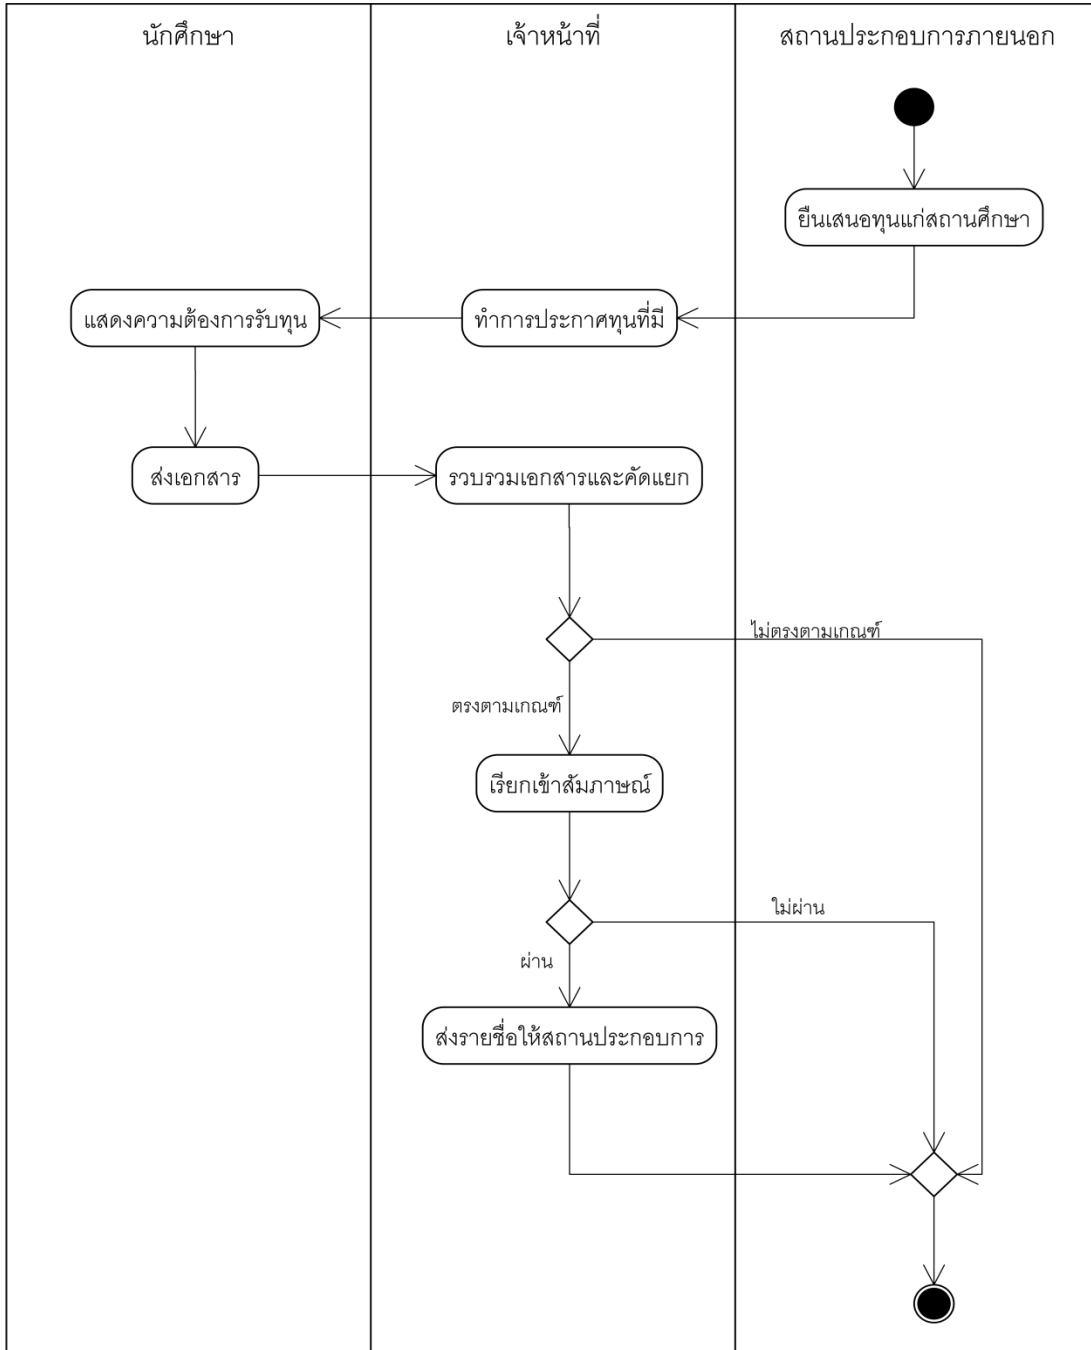 นักศึกษา
เจ้าหน้าที่
สถานประกอบการภายนอก
ยืนเสนอทุนแก่สถานศึกษา
แสดงความต้องการรับทุน
ทำการประกาศทุนที่มี
ส่งเอกสาร
รวบรวมเอกสารและคัดแยก
ไม่ตรงตามเกณฑ์
ตรงตามเกณฑ์
เรียกเข้าสัมภาษณ์
ไม่ผ่าน
ผ่าน
ส่งรายชื่อให้สถานประกอบการ